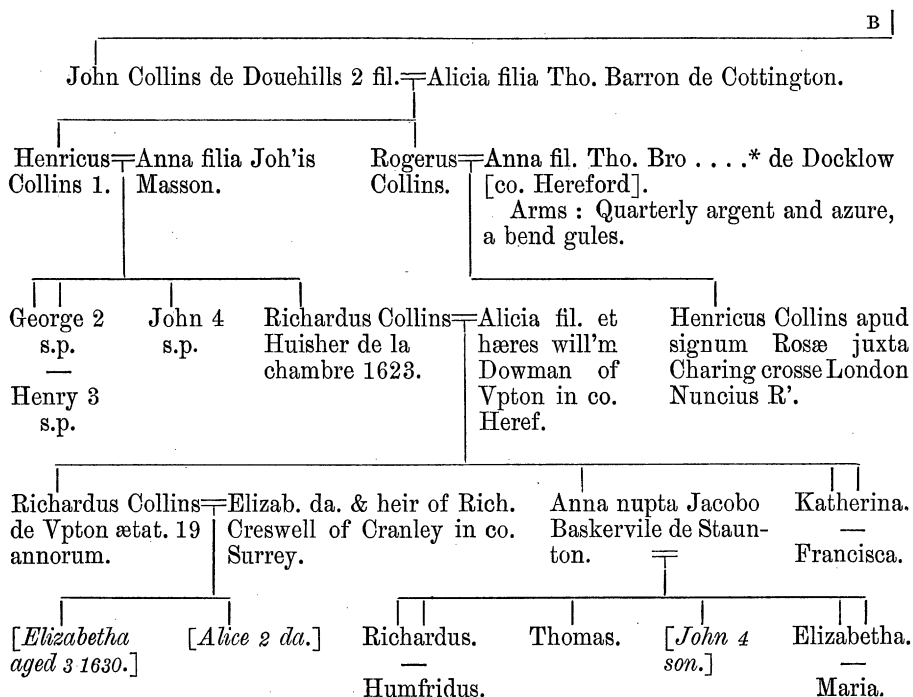 B
John Collins de Douehills 2 fil.
Alicia filia Tho. Barron de Cottington.
Henricus
Collins 1.
Anna filia Joh'is
Masson.
Rogerus
Collins.
Anna fil. Tho. Bro . . . .* de Docklow
[co. Hereford].
Arms : Quarterly argent and azure,
a bend gules.
George 2
s.p.
—
Henry 3
s.p.
John 4
s.p.
Richardus Collins
Huisher de la
chambre 1623.
Alicia fil. et
hæres will'm
Dowman of
Vpton in co.
Heref.
Henricus Collins apud
signum Rosæ juxta
Charing crosse London
Nuncius R'.
Richardus Collins
de Vpton ætat. 19
annorum.
Elizab. da. & heir of Rich.
Creswell of Cranley in co.
Surrey.
Anna nupta Jacobo
Baskervile de Staun-
ton.
Katherina.
—
Francisca.
[Elizabetha
aged 3 1630.]
[Alice 2 da.]
Richardus.
—
Humfridus.
Thomas.
[John 4
son.]
Elizabetha.
—
Maria.